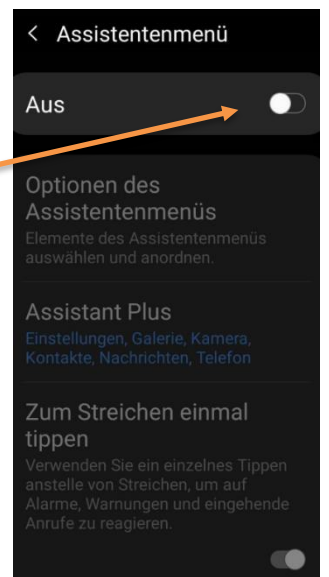 Assistentenmenü
Aus
Optionen des
Assistentenmenüs
Elemente des Assistentenmenüs
auswählen und anordnen.
Assistant Plus
Einstellungen, Galerie, Kamera,
Kontakte, Nachrichten, Telefon
Zum Streichen einmal
tippen
Verwenden Sie ein einzelnes Tippen
anstelle von Streichen, um auf
Alarme, Warnungen und eingehende
Anrufe zu reagieren.